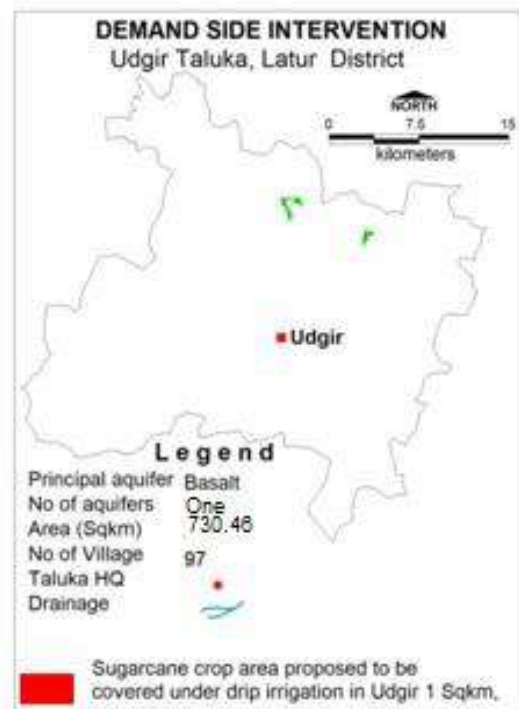 DEMAND SIDE INTERVENTION
Udgir Taluka, Latur District
NORTH
0 7.5 15
kilometers
Udgir
Legend
Principal aquifer Basalt
No of aquifers One
Area (Sqkm) 730.46
No of Village 97
Taluka HQ
Drainage
Sugarcane crop area proposed to be
covered under drip irrigation in Udgir 1 Sqkm,